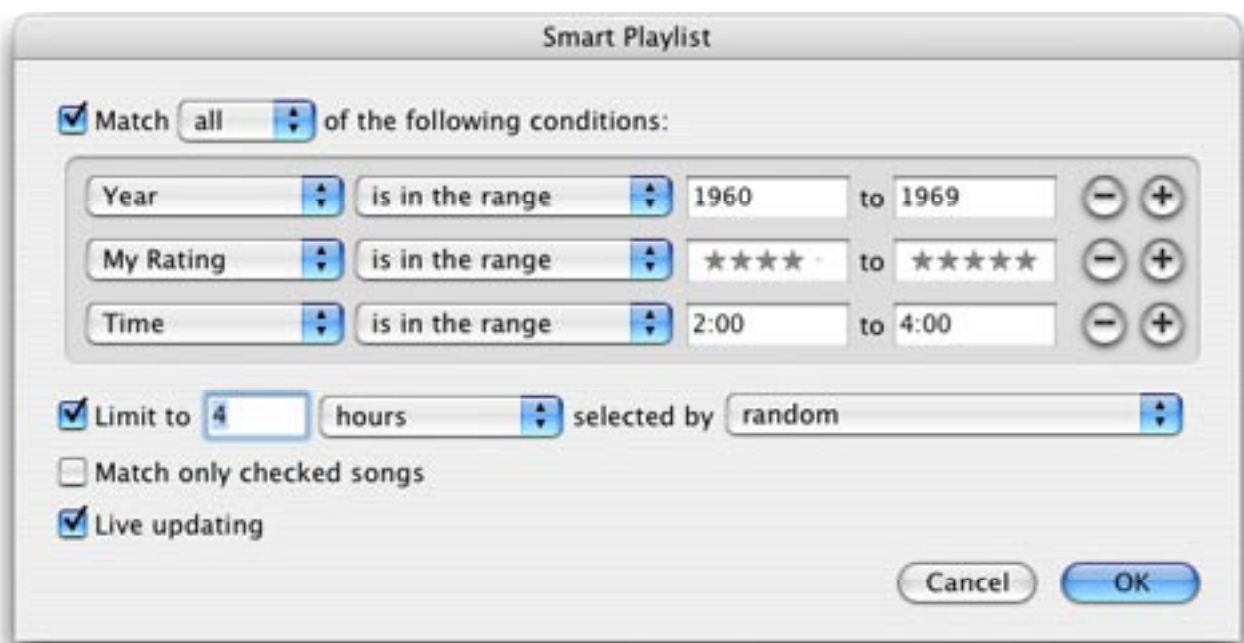 Smart Playlist
Match all of the following conditions:
Year is in the range 1960 to 1969
My Rating is in the range ★★★★· to ★★★★★
Time is in the range 2:00 to 4:00
Limit to 4 hours selected by random
Match only checked songs
Live updating
Cancel OK